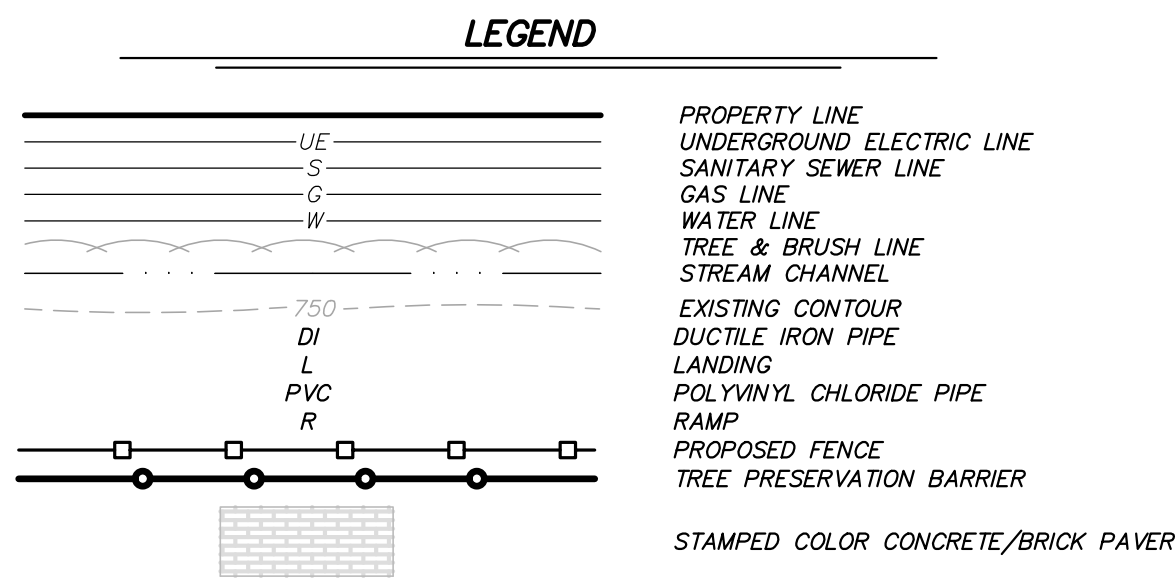 LEGEND
PROPERTY LINE
UE UNDERGROUND ELECTRIC LINE
S SANITARY SEWER LINE
G GAS LINE
W WATER LINE
TREE & BRUSH LINE
STREAM CHANNEL
750 EXISTING CONTOUR
DI DUCTILE IRON PIPE
L LANDING
PVC POLYVINYL CHLORIDE PIPE
R RAMP
PROPOSED FENCE
TREE PRESERVATION BARRIER
STAMPED COLOR CONCRETE/BRICK PAVER